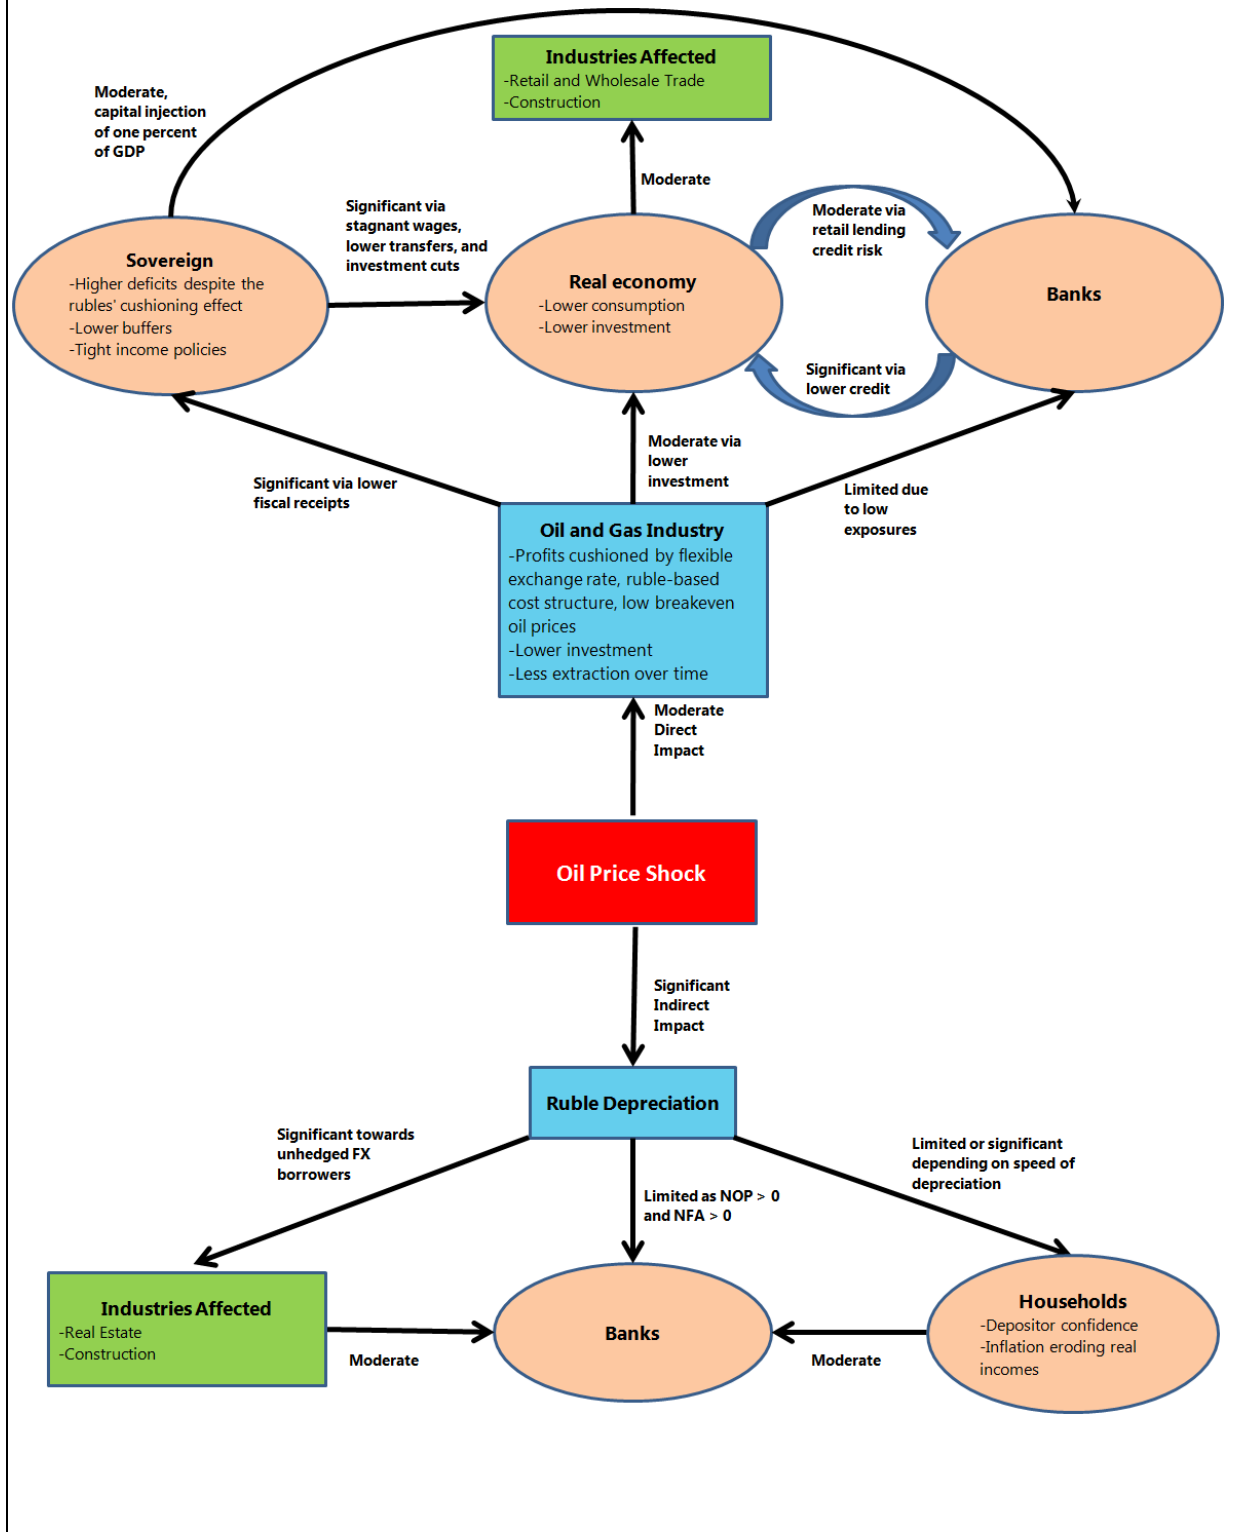 Industries Affected
-Retail and Wholesale Trade
-Construction
Moderate,
capital injection
of one percent
of GDP
Moderate
Significant via
stagnant wages,
lower transfers, and
investment cuts
Moderate via
retail lending
credit risk
Sovereign
-Higher deficits despite the
rubles' cushioning effect
-Lower buffers
-Tight income policies
Real economy
-Lower consumption
-Lower investment
Banks
Significant via
lower credit
Significant via lower
fiscal receipts
Moderate via
lower
investment
Limited due
to low
exposures
Oil and Gas Industry
-Profits cushioned by flexible
exchange rate, ruble-based
cost structure, low breakeven
oil prices
-Lower investment
-Less extraction over time
Moderate
Direct
Impact
Oil Price Shock
Significant
Indirect
Impact
Ruble Depreciation
Significant towards
unhedged FX
borrowers
Limited as NOP > 0
and NFA > 0
Limited or significant
depending on speed of
depreciation
Industries Affected
-Real Estate
-Construction
Moderate
Banks
Moderate
Households
-Depositor confidence
-Inflation eroding real
incomes